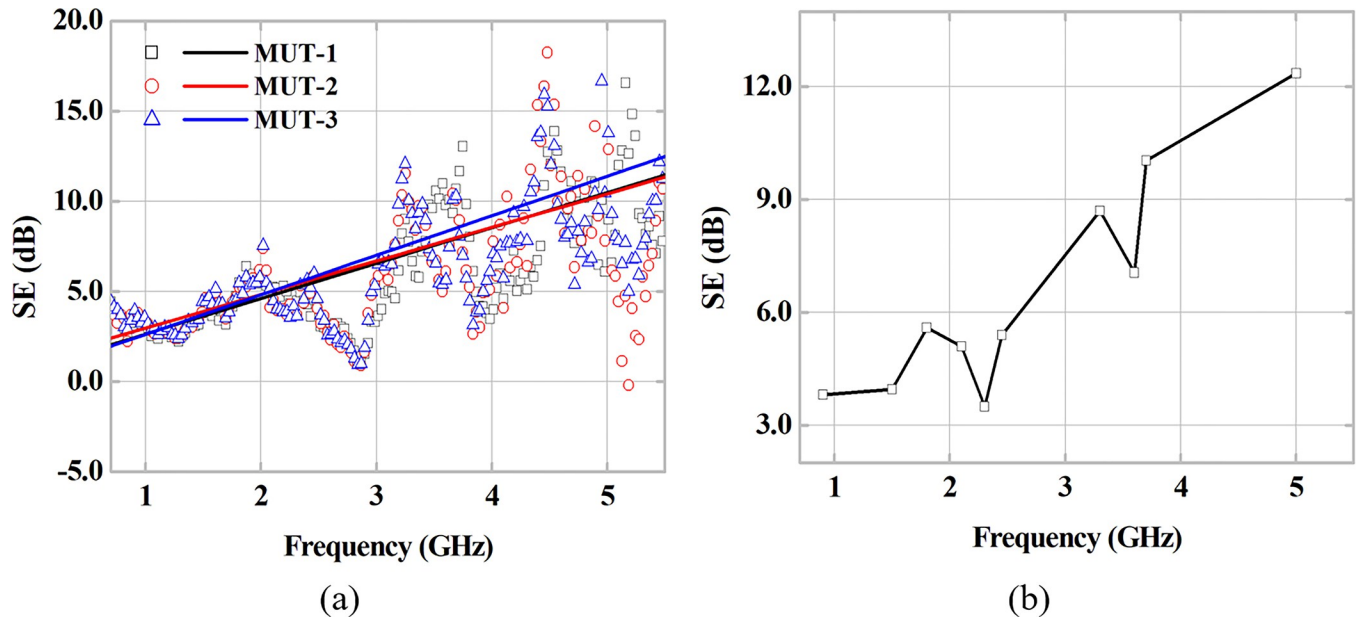 20.0
15.0
10.0
5.0
0.0
-5.0
SE (dB)
MUT-1
MUT-2
MUT-3
1 2 3 4 5
Frequency (GHz)
(a)
12.0
9.0
6.0
3.0
SE (dB)
1 2 3 4 5
Frequency (GHz)
(b)